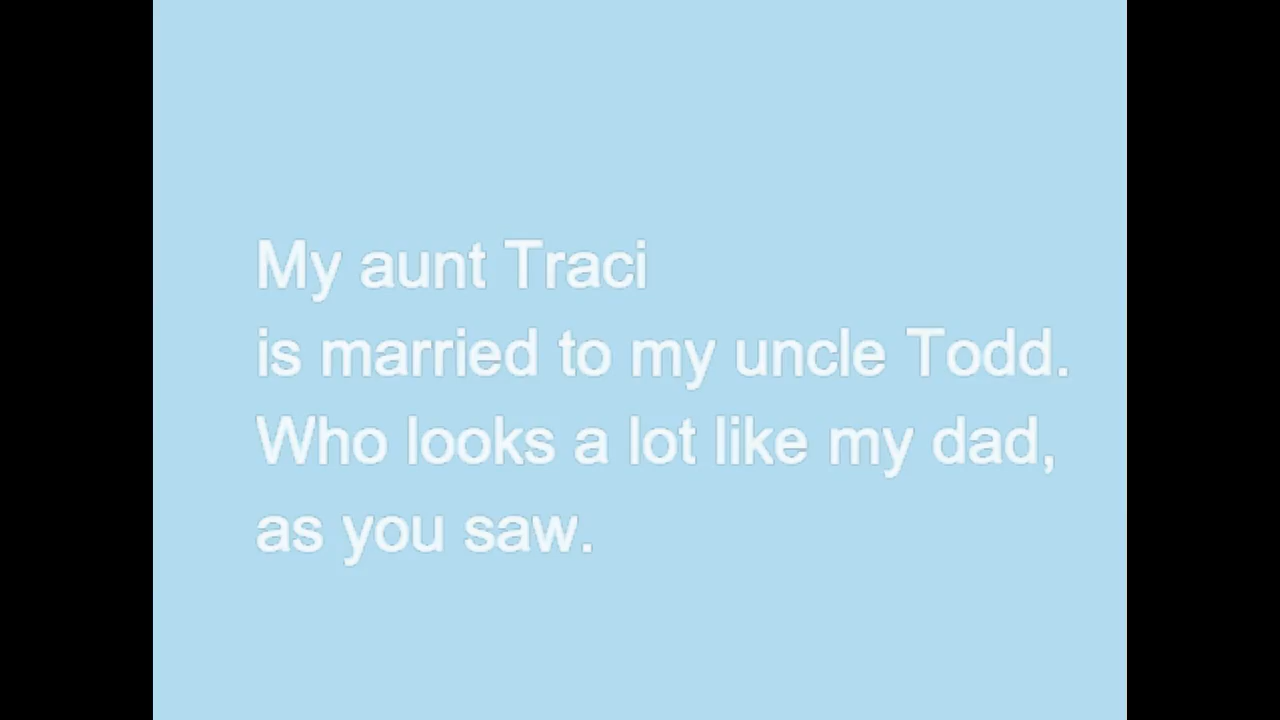 My aunt Traci
is married to my uncle Todd.
Who looks a lot like my dad,
as you saw.